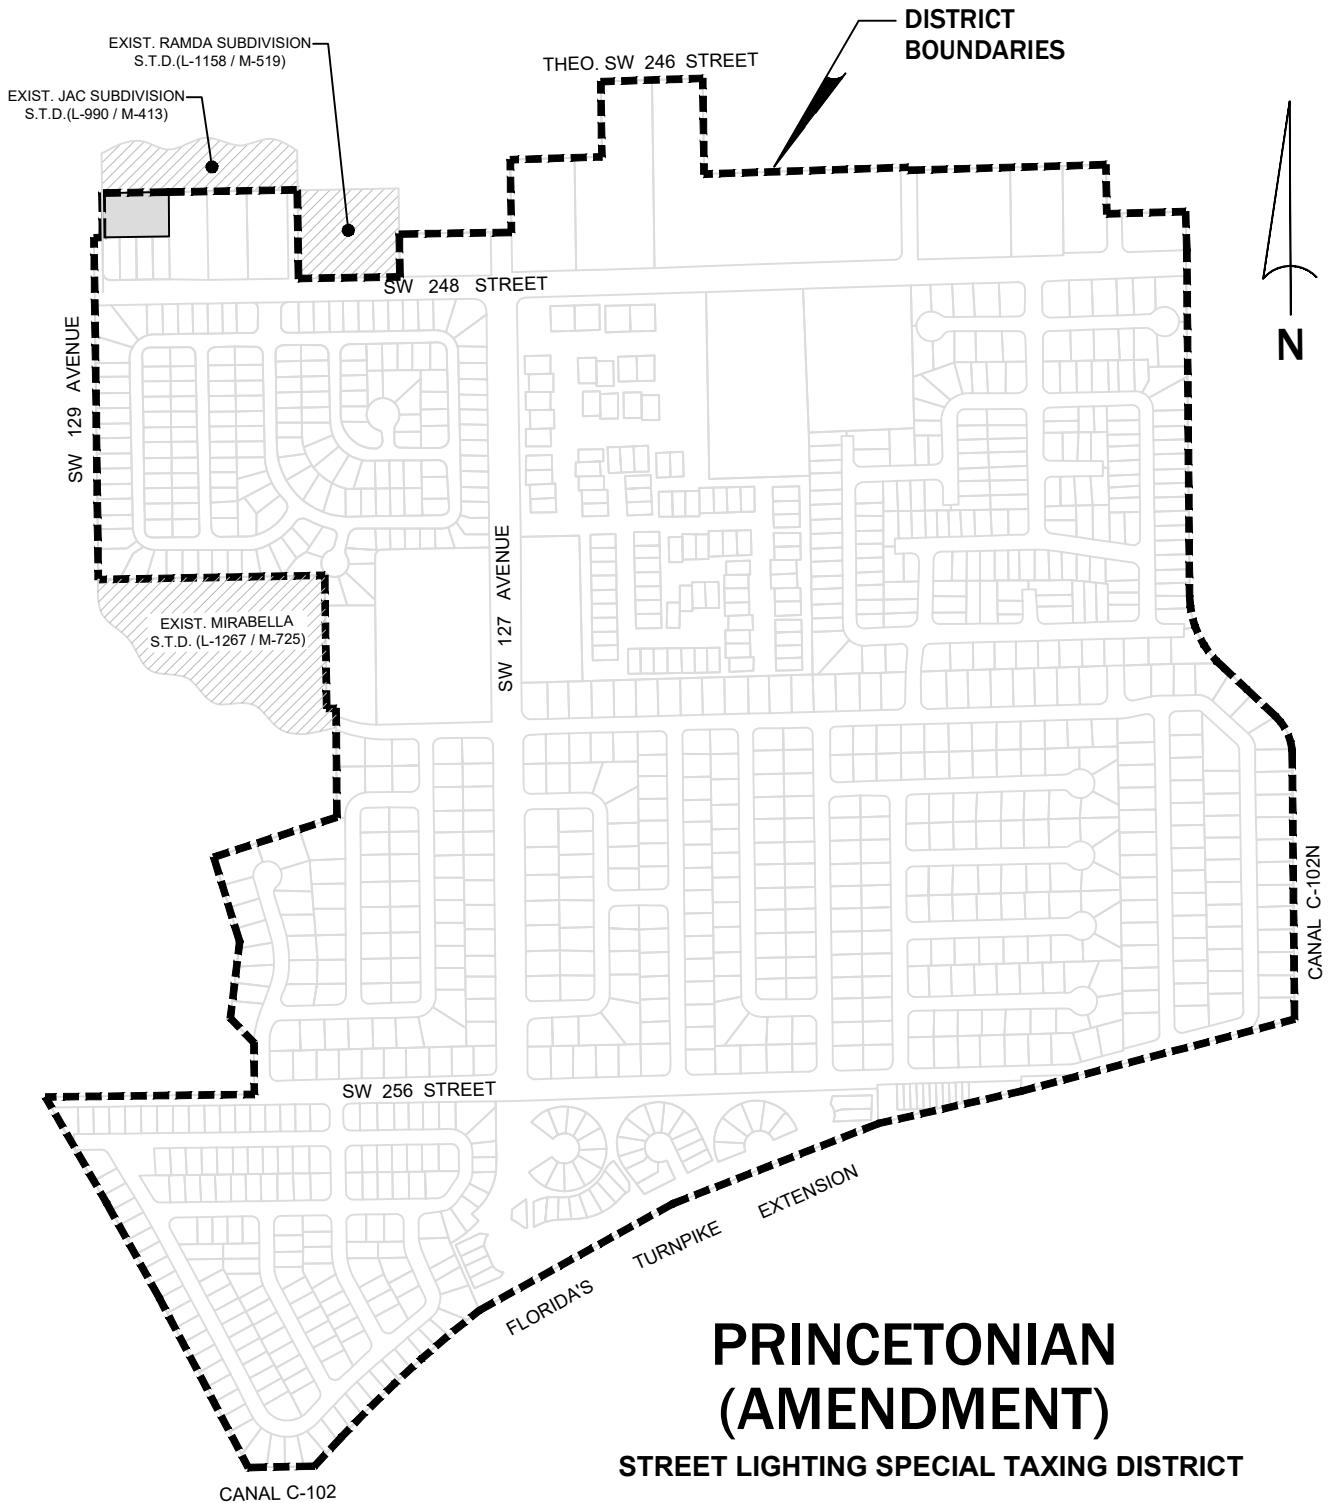 DISTRICT
BOUNDARIES
EXIST. RAMDA SUBDIVISION
S.T.D.(L-1158 / M-519)
THEO. SW 246 STREET
EXIST. JAC SUBDIVISION
S.T.D.(L-990 / M-413)
SW 248 STREET
N
SW 129 AVENUE
SW 127 AVENUE
EXIST. MIRABELLA
S.T.D. (L-1267 / M-725)
CANAL C-102N
SW 256 STREET
FLORIDA'S TURNPIKE EXTENSION
PRINCETONIAN
(AMENDMENT)
STREET LIGHTING SPECIAL TAXING DISTRICT
CANAL C-102